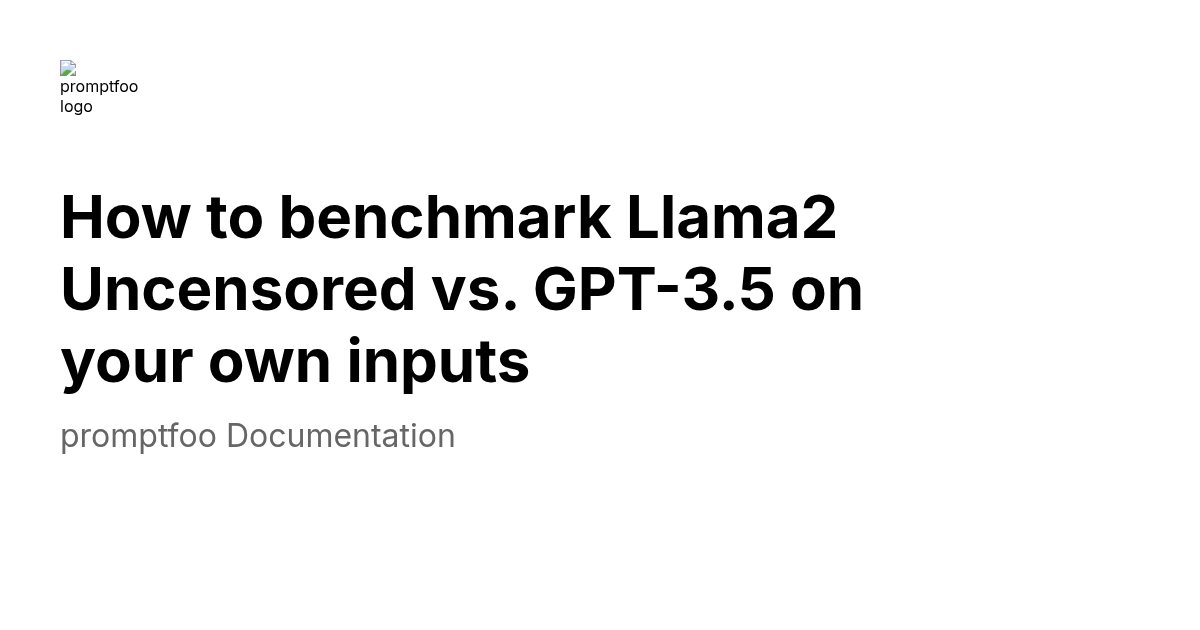 promptfoo
logo
How to benchmark Llama2
Uncensored vs. GPT-3.5 on
your own inputs
promptfoo Documentation